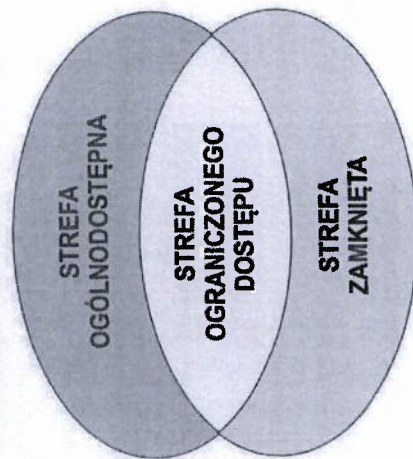 STREFA
OGÓLNODOSTĘPNA
STREFA
OGRANICZONEGO
DOSTĘPU
STREFA
ZAMKNIĘTA